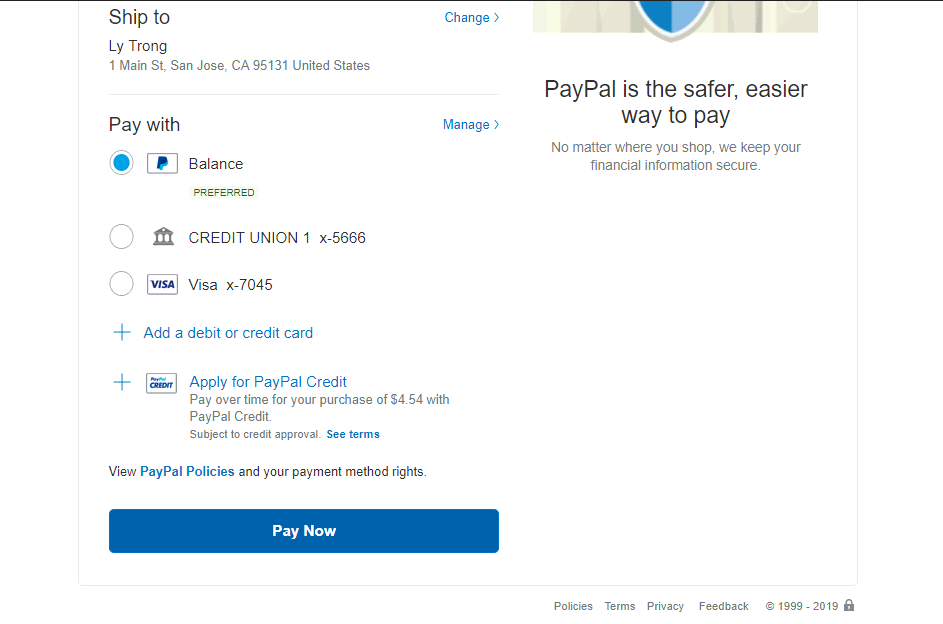 Ship to
Change >
Ly Trong
1 Main St, San Jose, CA 95131 United States
Pay with
Manage >
Balance
PREFERRED
CREDIT UNION 1 x-5666
VISA Visa x-7045
Add a debit or credit card
PayPal CREDIT Apply for PayPal Credit
Pay over time for your purchase of $4.54 with
PayPal Credit.
Subject to credit approval. See terms
View PayPal Policies and your payment method rights.
Pay Now
PayPal is the safer, easier
way to pay
No matter where you shop, we keep your
financial information secure.
Policies Terms Privacy Feedback © 1999 - 2019